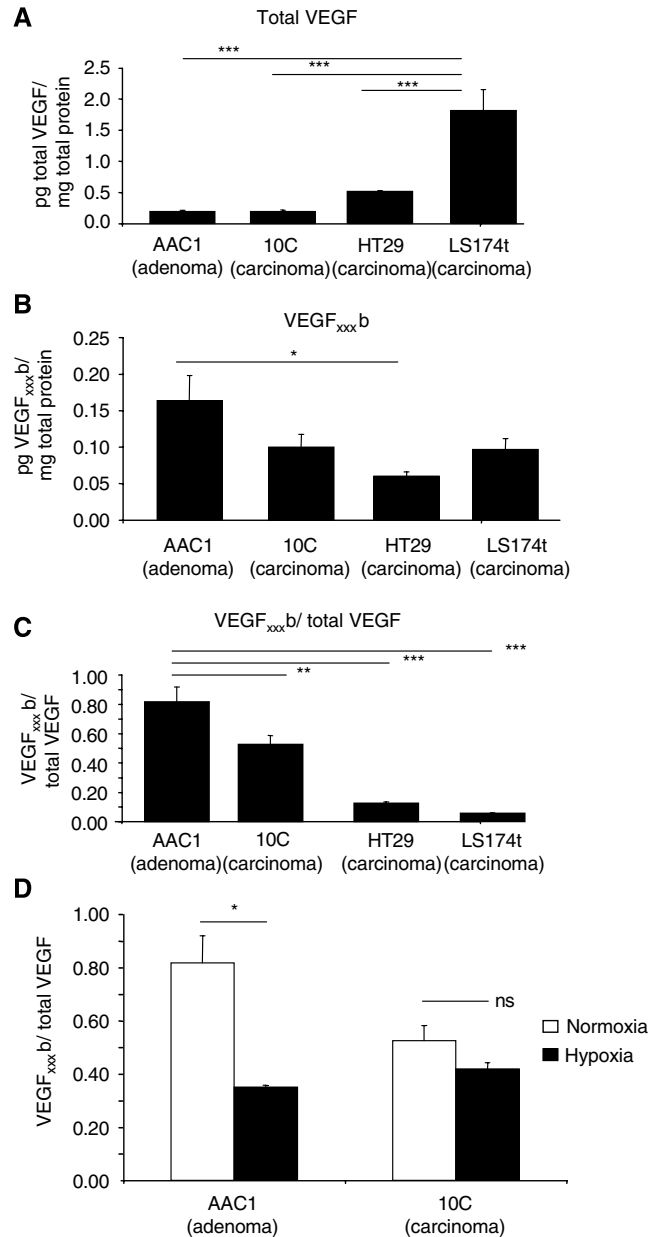 A
Total VEGF
***
***
***
pg total VEGF/
mg total protein
2.5
2.0
1.5
1.0
0.5
0.0
AAC1
(adenoma)
10C
(carcinoma)
HT29
(carcinoma)
LS174t
(carcinoma)
B
VEGFxxxb
*
pg VEGFxxxb/
mg total protein
0.25
0.20
0.15
0.10
0.05
0.00
AAC1
(adenoma)
10C
(carcinoma)
HT29
(carcinoma)
LS174t
(carcinoma)
C
VEGFxxxb/ total VEGF
***
***
**
VEGFxxxb/
total VEGF
1.00
0.80
0.60
0.40
0.20
0.00
AAC1
(adenoma)
10C
(carcinoma)
HT29
(carcinoma)
LS174t
(carcinoma)
D
VEGFxxxb/ total VEGF
1.00
0.80
0.60
0.40
0.20
0.00
*
ns
Normoxia
Hypoxia
AAC1
(adenoma)
10C
(carcinoma)